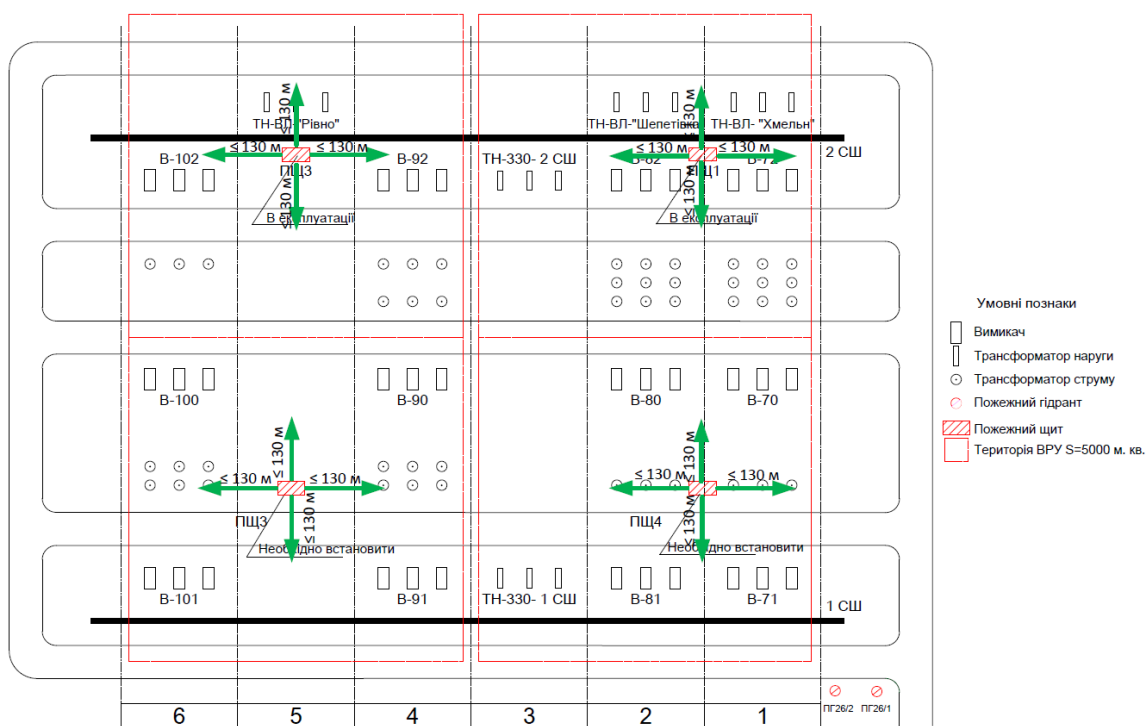 ≤ 130 м
≤ 130 м
ТН-ВЛ-"Рівно"
ТН-ВЛ-"Шепетівка"
ТН-ВЛ- "Хмельн"
2 СШ
В-102
≤ 130 м
≤ 130 м
В-92
ТН-330- 2 СШ
≤ 130 м
≤ 130 м
В-82
В-72
ПЩ3
ПЩ1
≤ 130 м
≤ 130 м
В експлуатації
В експлуатації
Умовні познаки
Вимикач
Трансформатор наруги
Трансформатор струму
Пожежний гідрант
Пожежний щит
Територія ВРУ S=5000 м. кв.
В-100
В-90
В-80
В-70
≤ 130 м
≤ 130 м
≤ 130 м
≤ 130 м
≤ 130 м
≤ 130 м
ПЩ3
≤ 130 м
ПЩ4
≤ 130 м
Необхідно встановити
Необхідно встановити
В-101
В-91
ТН-330- 1 СШ
В-81
В-71
1 СШ
ПГ26/2
ПГ26/1
6
5
4
3
2
1